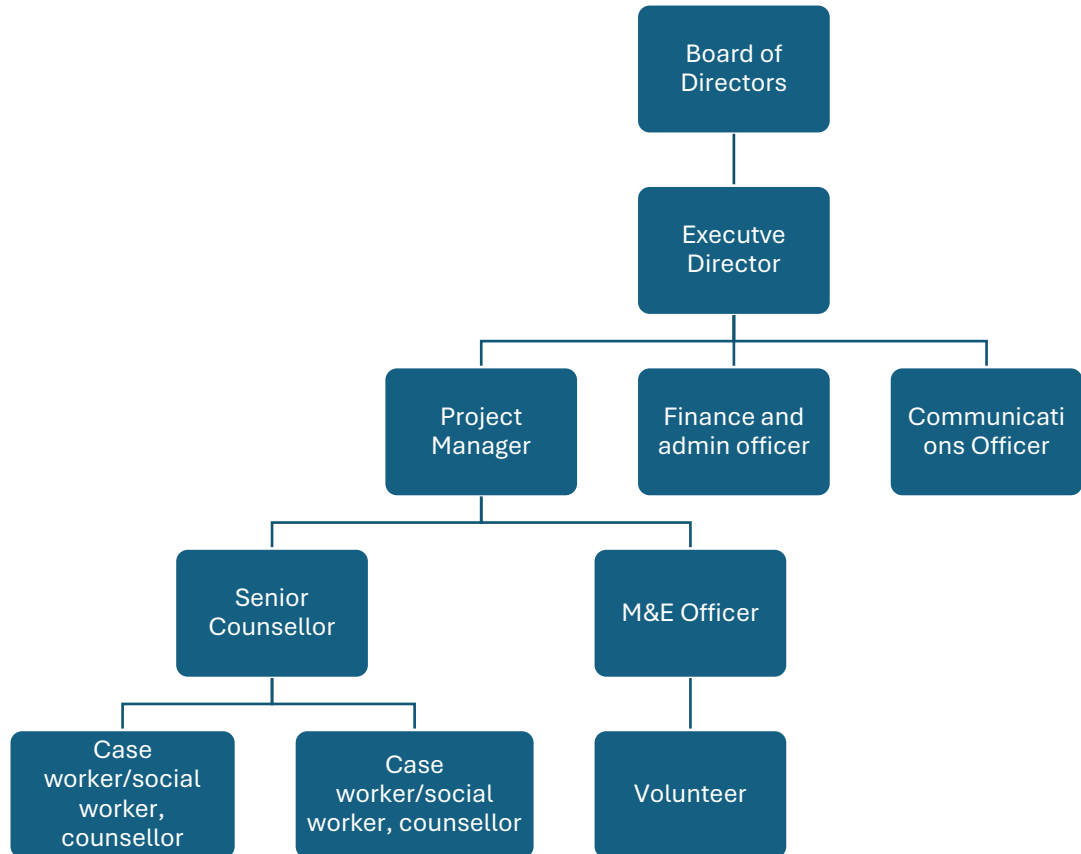 Board of
Directors
Executve
Director
Project
Manager
Finance and
admin officer
Communicati
ons Officer
Senior
Counsellor
M&E Officer
Case
worker/social
worker,
counsellor
Case
worker/social
worker, counsellor
Volunteer